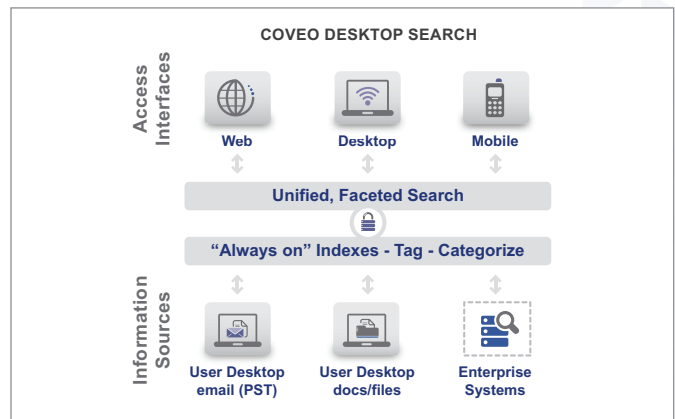 COVEO DESKTOP SEARCH
Access
Interfaces
Web
Desktop
Mobile
Unified, Faceted Search
“Always on” Indexes - Tag - Categorize
Information
Sources
User Desktop
email (PST)
User Desktop
docs/files
Enterprise
Systems